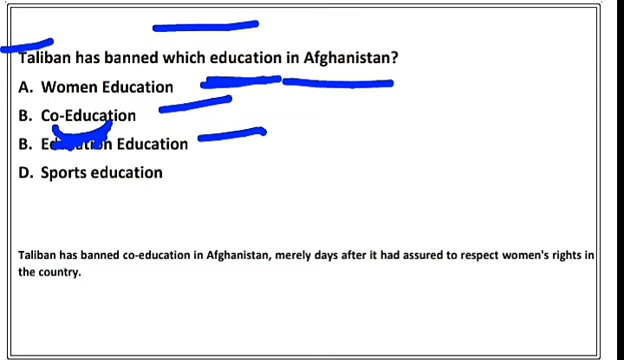 Taliban has banned which education in Afghanistan?
A. Women Education
B. Co-Education
B. Education Education
D. Sports education
Taliban has banned co-education in Afghanistan, merely days after it had assured to respect women's rights in
the country.